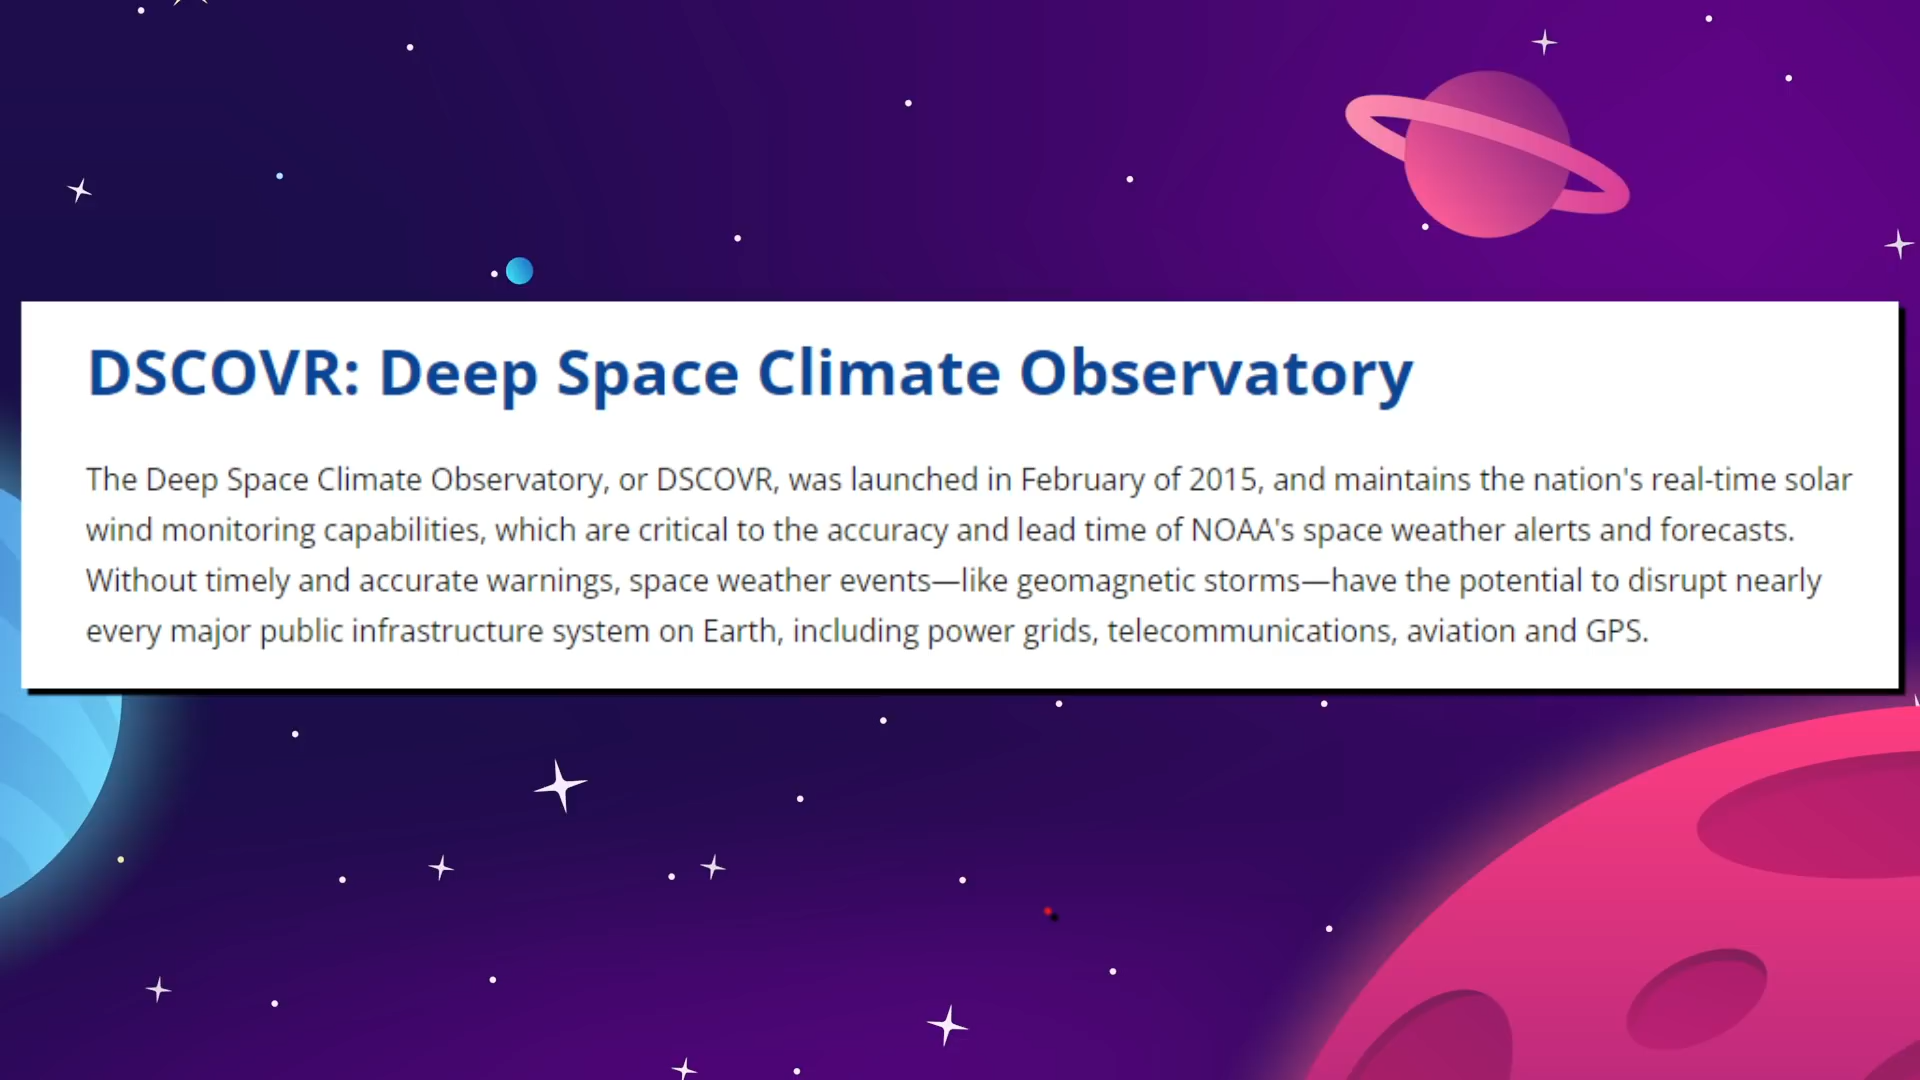 DSCOVR: Deep Space Climate Observatory
The Deep Space Climate Observatory, or DSCOVR, was launched in February of 2015, and maintains the nation's real-time solar
wind monitoring capabilities, which are critical to the accuracy and lead time of NOAA's space weather alerts and forecasts.
Without timely and accurate warnings, space weather events—like geomagnetic storms—have the potential to disrupt nearly
every major public infrastructure system on Earth, including power grids, telecommunications, aviation and GPS.